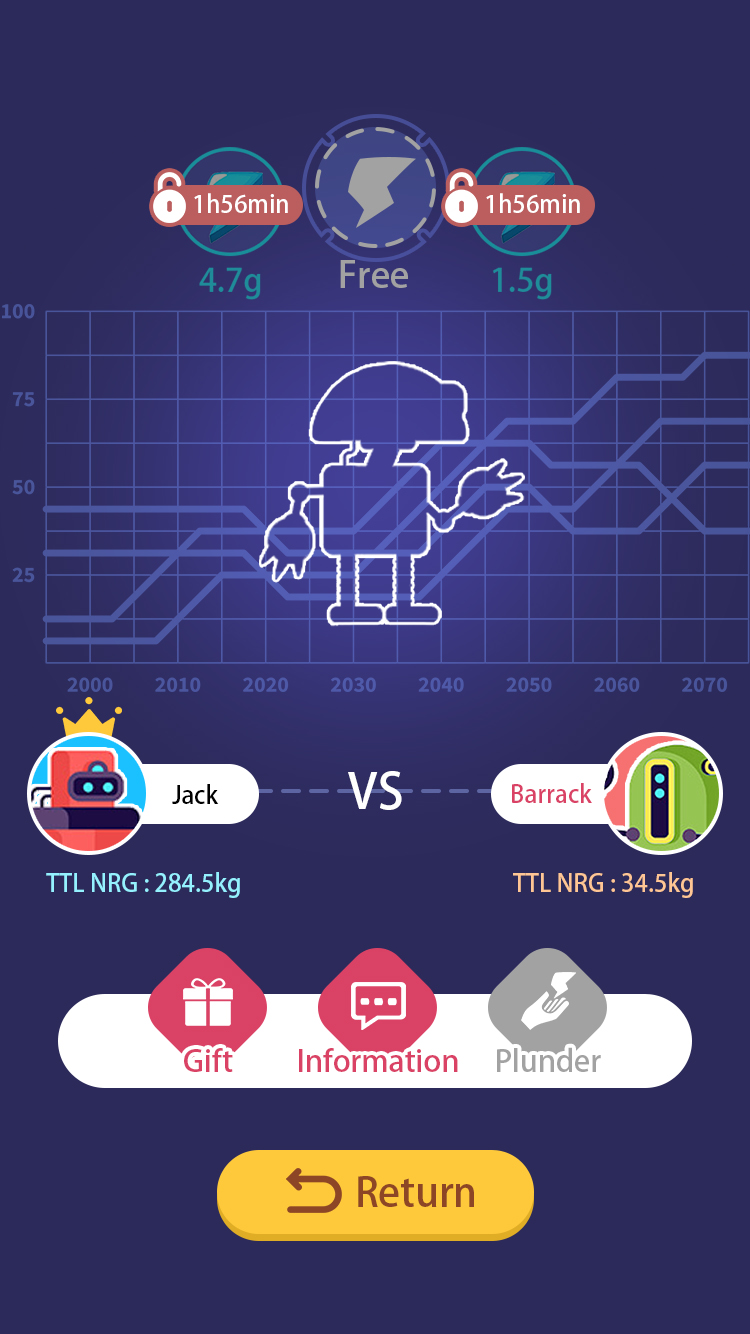 1h56min
1h56min
4.7g
Free
1.5g
100
75
50
25
2000 2010 2020 2030 2040 2050 2060 2070
Jack
VS
Barrack
TTL NRG : 284.5kg
TTL NRG : 34.5kg
Gift
Information
Plunder
Return